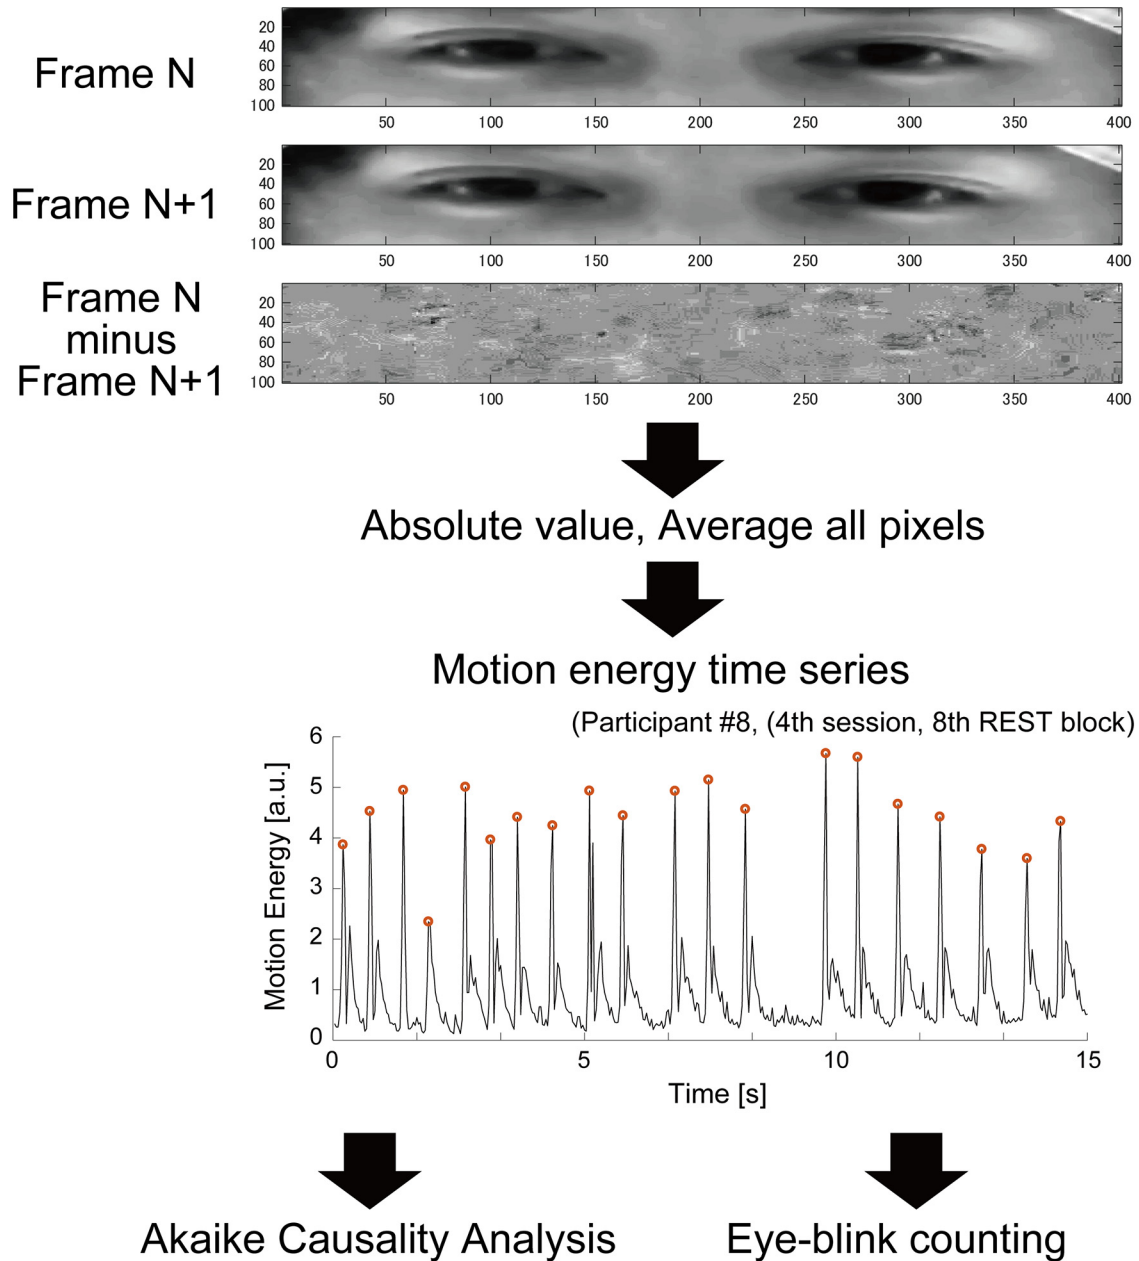 Frame N
20
40
60
80
100
50 100 150 200 250 300 350 400
Frame N+1
20
40
60
80
100
50 100 150 200 250 300 350 400
Frame N
minus
Frame N+1
20
40
60
80
100
50 100 150 200 250 300 350 400
Absolute value, Average all pixels
Motion energy time series
(Participant #8, (4th session, 8th REST block)
Motion Energy [a.u.]
6
5
4
3
2
1
0
0 5 10 15
Time [s]
Akaike Causality Analysis
Eye-blink counting